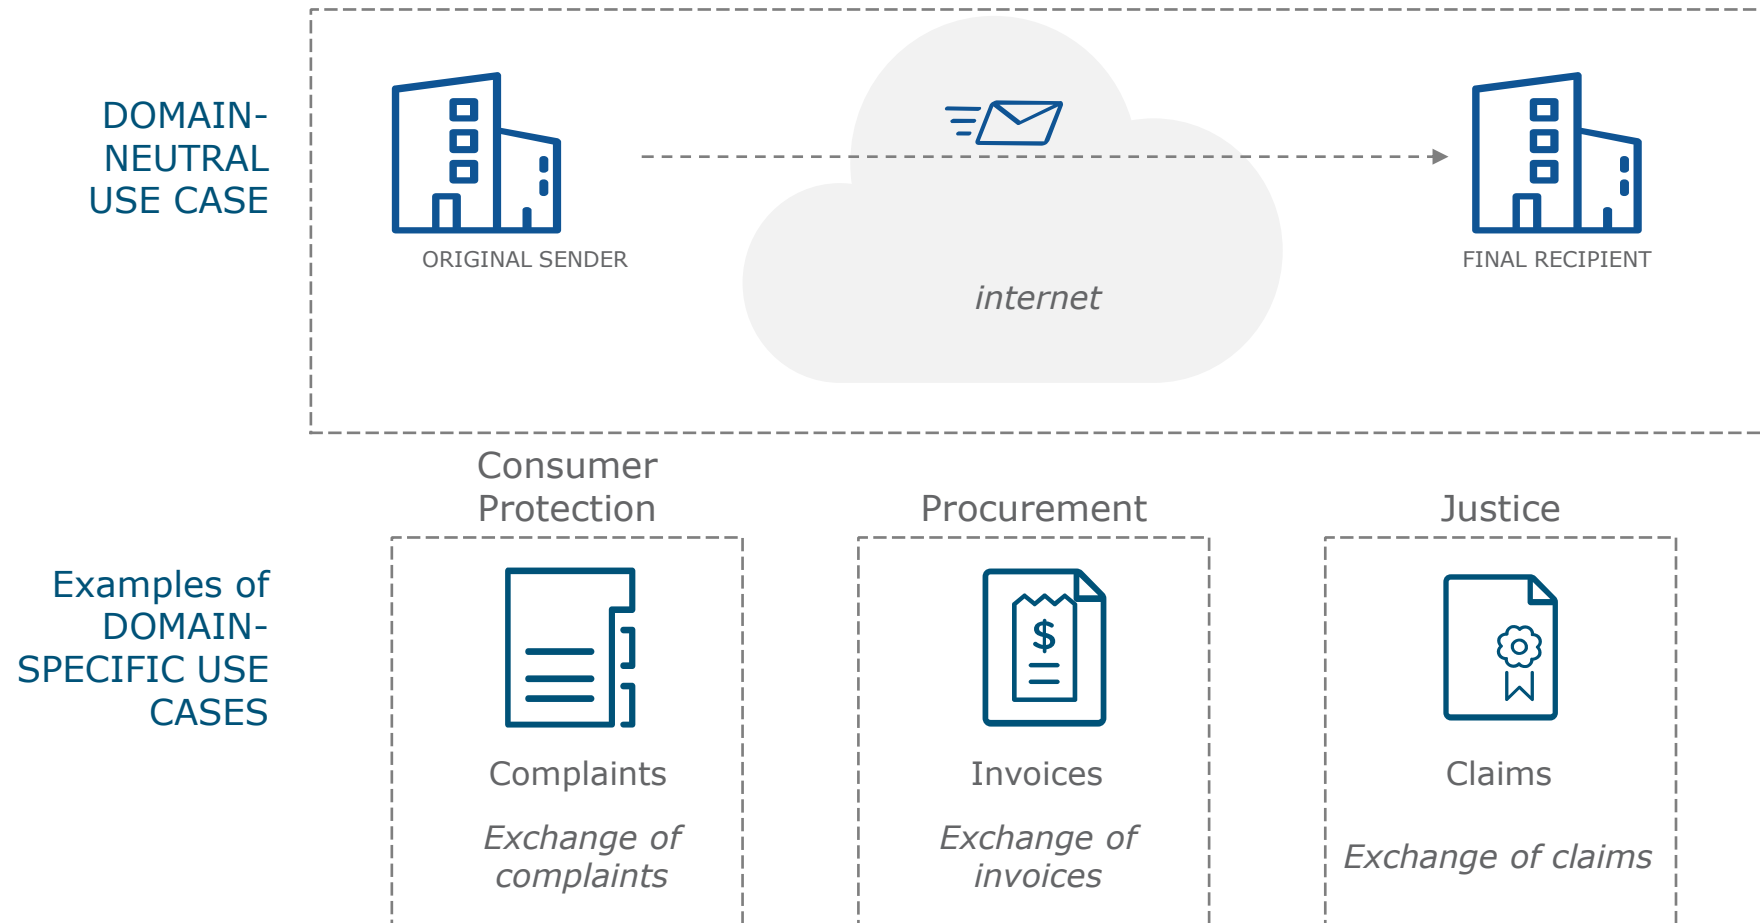 DOMAIN-
NEUTRAL
USE CASE
ORIGINAL SENDER
internet
FINAL RECIPIENT
Examples of
DOMAIN-
SPECIFIC USE
CASES
Consumer
Protection
Complaints
Exchange of
complaints
Procurement
$
Invoices
Exchange of
invoices
Justice
Claims
Exchange of claims